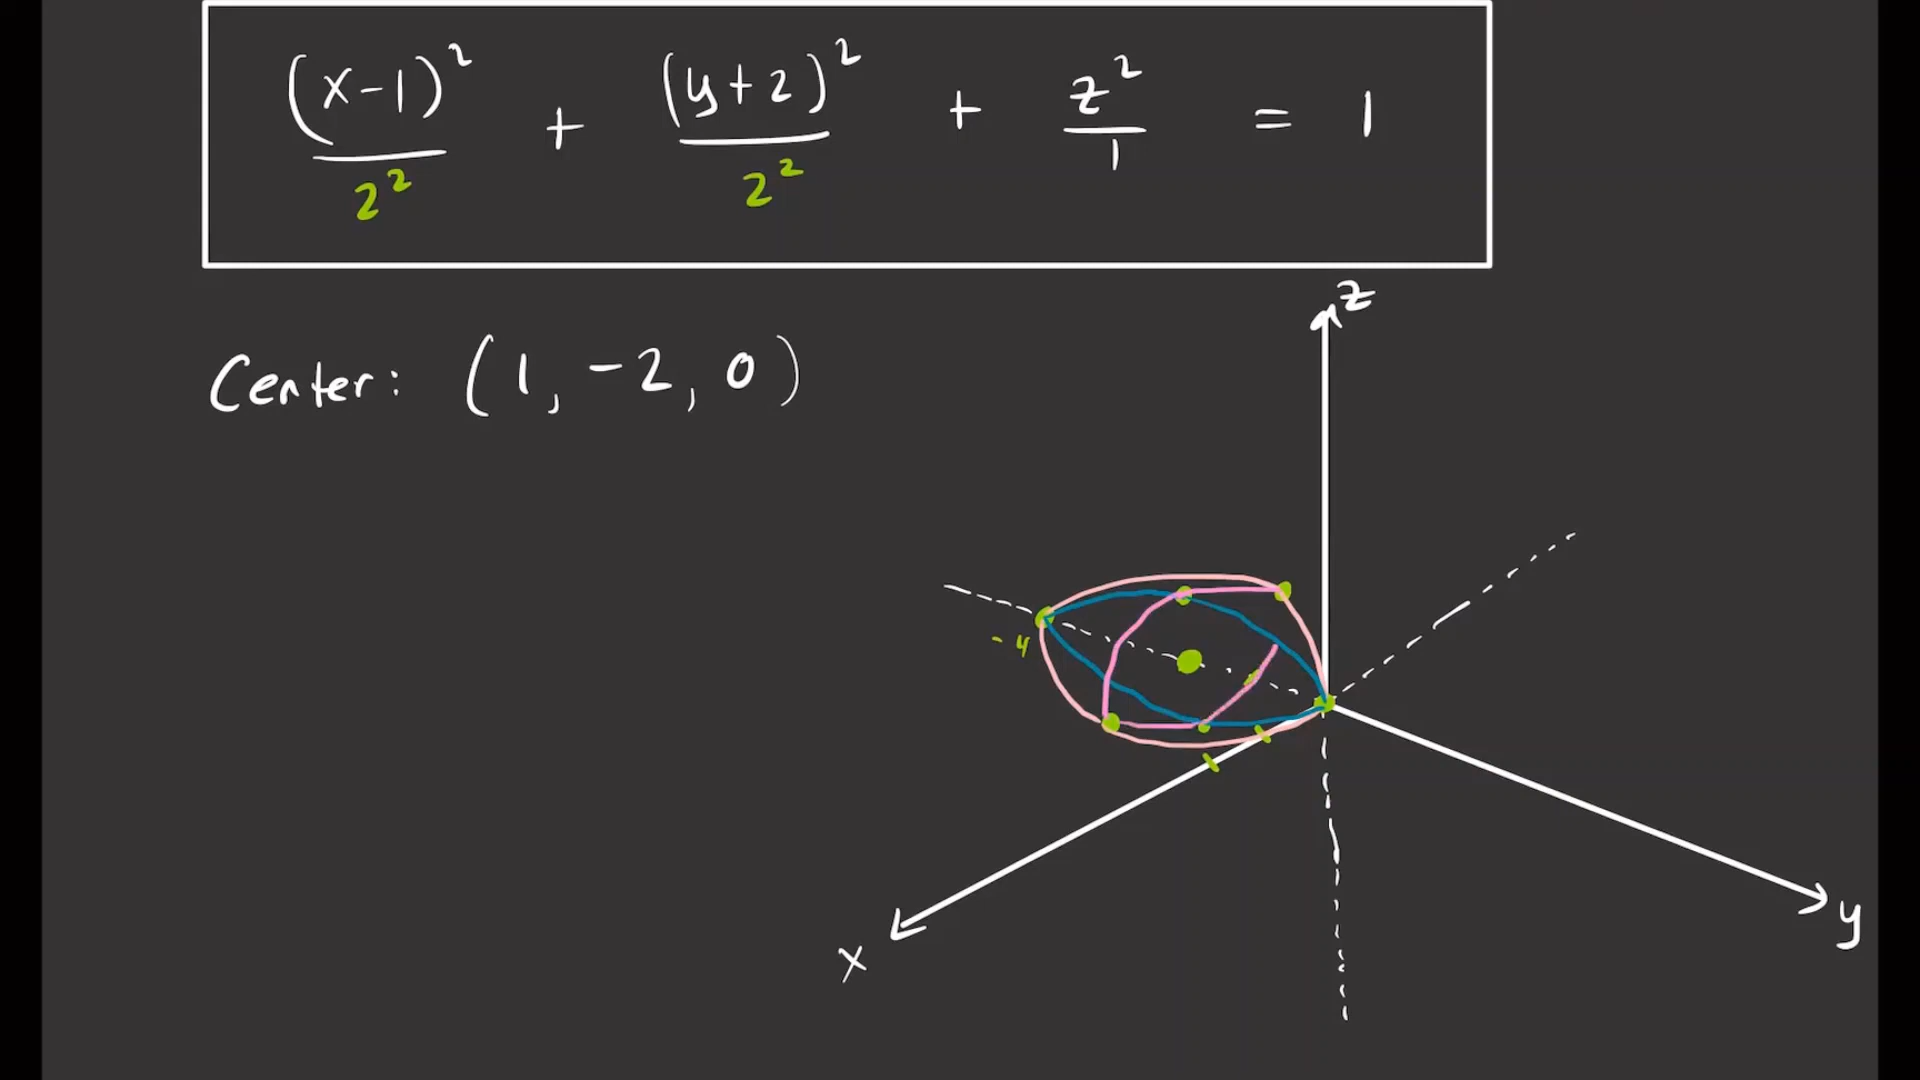 (x-1)²/2² + (y+2)²/2² + z²/1 = 1
Center: (1, -2, 0)
z
-4
x
y